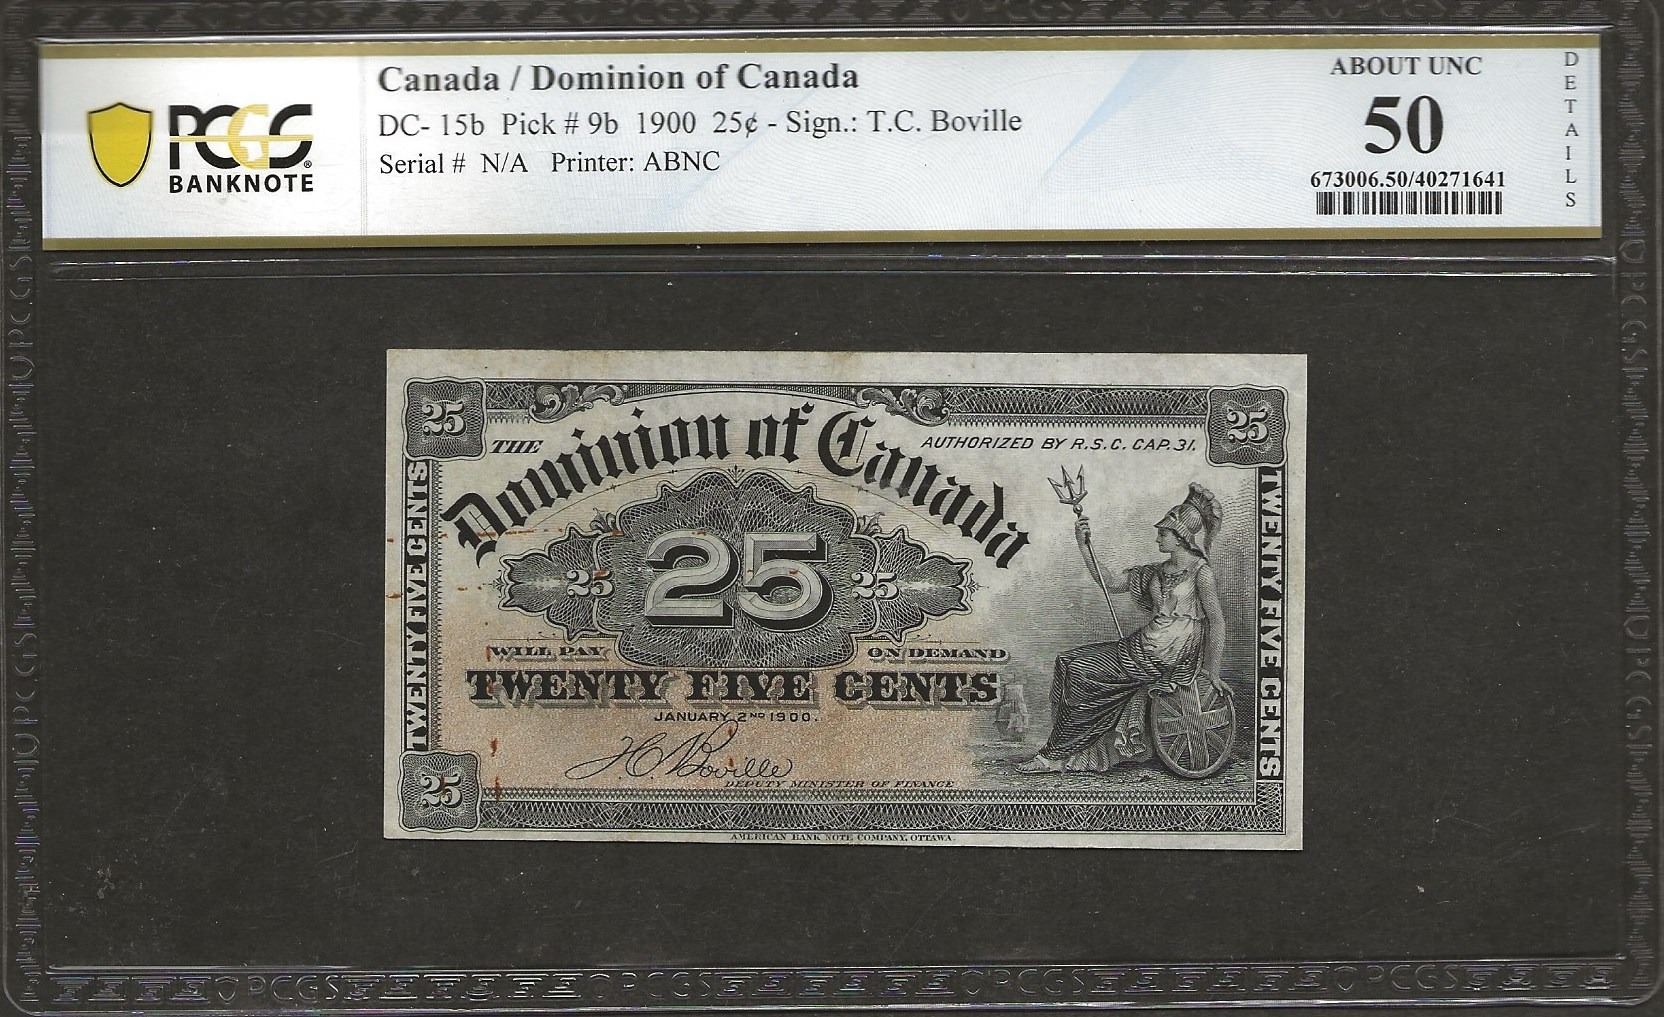 Canada / Dominion of Canada
DC- 15b Pick # 9b 1900 25¢ - Sign.: T.C. Boville
Serial # N/A Printer: ABNC
PCGS
BANKNOTE
ABOUT UNC
50
673006.50/40271641
DETAILS
25
25
THE
Dominion of Canada
AUTHORIZED BY R.S.C. CAP. 31.
TWENTY FIVE CENTS
TWENTY FIVE CENTS
25
25
25
WILL PAY ON DEMAND
TWENTY FIVE CENTS
JANUARY 2ND 1900.
T.C. Boville
DEPUTY MINISTER OF FINANCE
25
AMERICAN BANK NOTE COMPANY, OTTAWA.